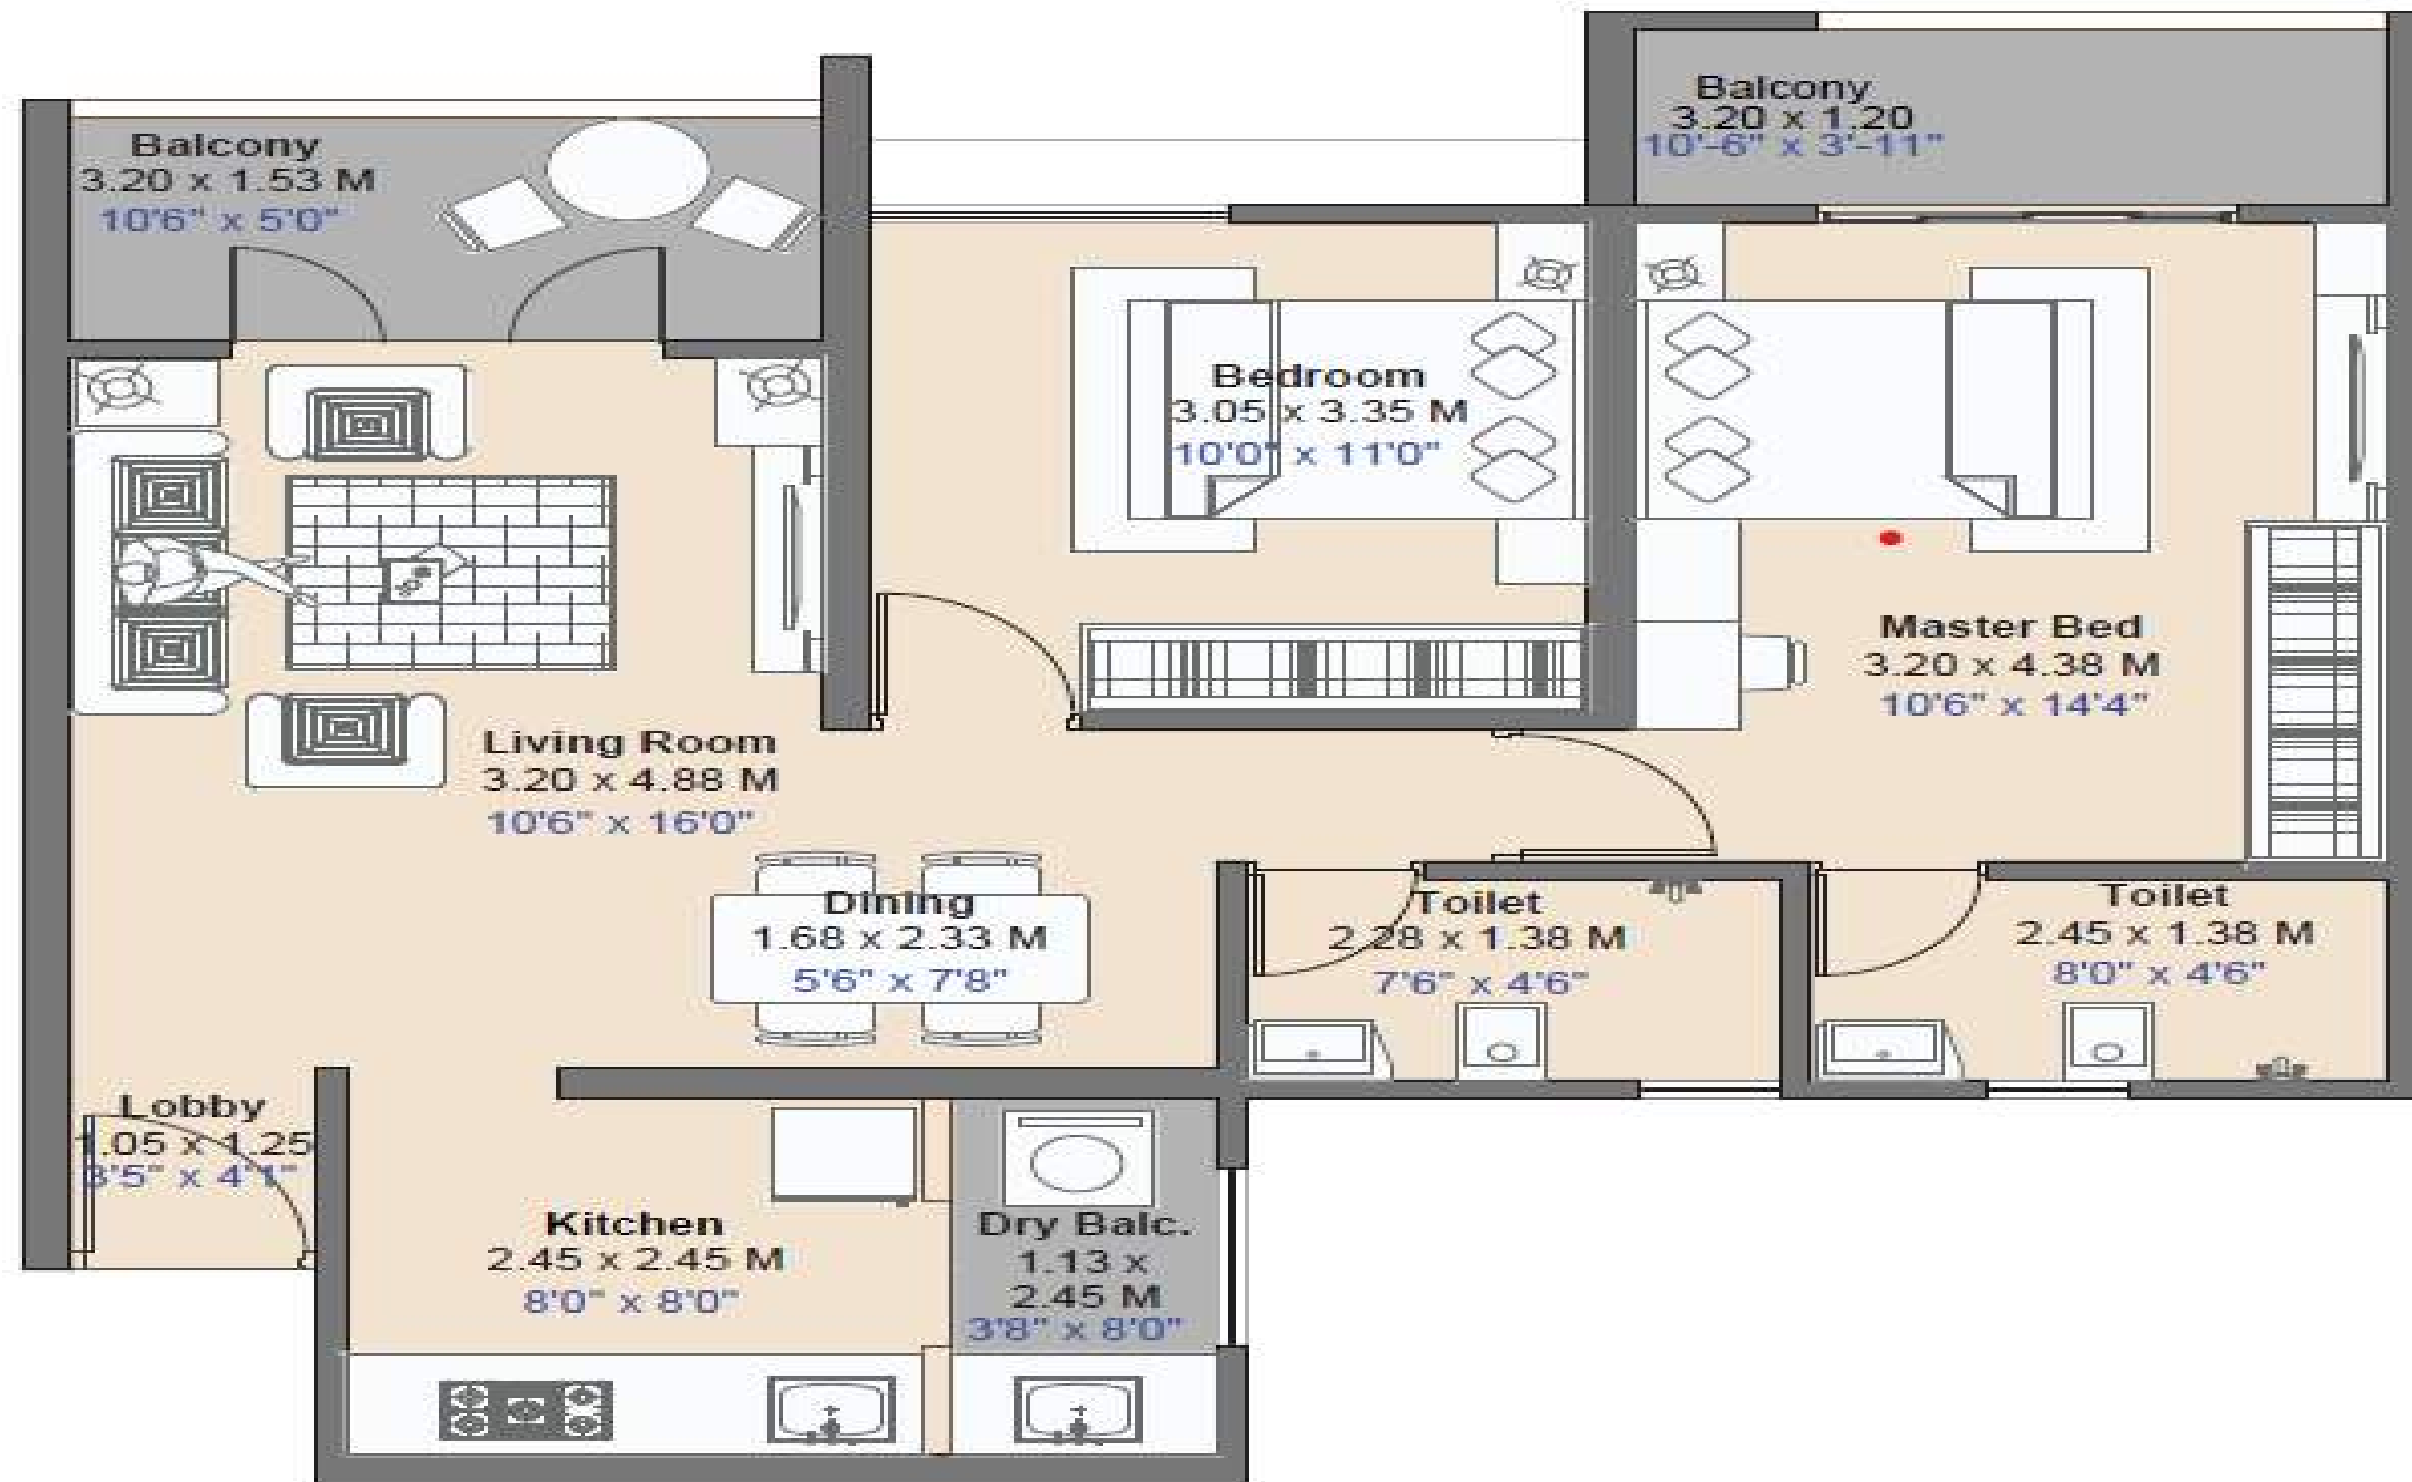 Balcony
3.20 x 1.53 M
10'6" x 5'0"
Balcony
3.20 x 1.20
10'-6" x 3'-11"
Bedroom
3.05 x 3.35 M
10'0" x 11'0"
Master Bed
3.20 x 4.38 M
10'6" x 14'4"
Living Room
3.20 x 4.88 M
10'6" x 16'0"
Dining
1.68 x 2.33 M
5'6" x 7'8"
Toilet
2.28 x 1.38 M
7'6" x 4'6"
Toilet
2.45 x 1.38 M
8'0" x 4'6"
Lobby
1.05 x 1.25
3'5" x 4'1"
Kitchen
2.45 x 2.45 M
8'0" x 8'0"
Dry Balc.
1.13 x
2.45 M
3'8" x 8'0"